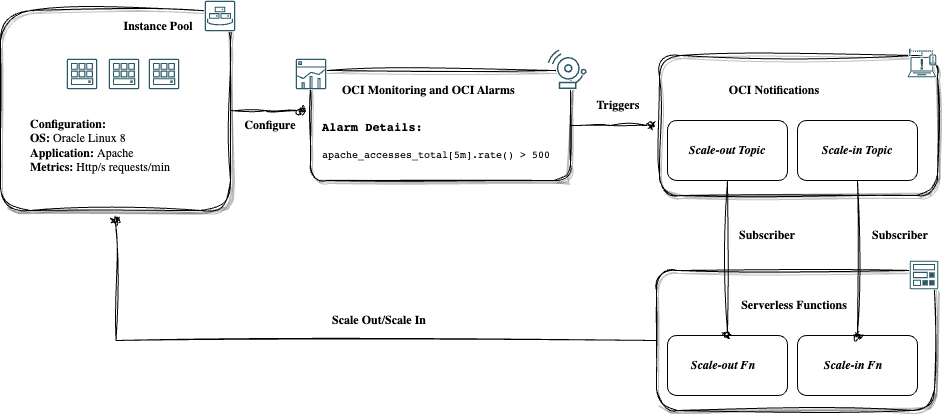 Instance Pool
Configuration:
OS: Oracle Linux 8
Application: Apache
Metrics: Http/s requests/min
Configure
OCI Monitoring and OCI Alarms
Alarm Details:
apache_accesses_total[5m].rate() > 500
Triggers
OCI Notifications
Scale-out Topic
Scale-in Topic
Subscriber
Subscriber
Serverless Functions
Scale-out Fn
Scale-in Fn
Scale Out/Scale In